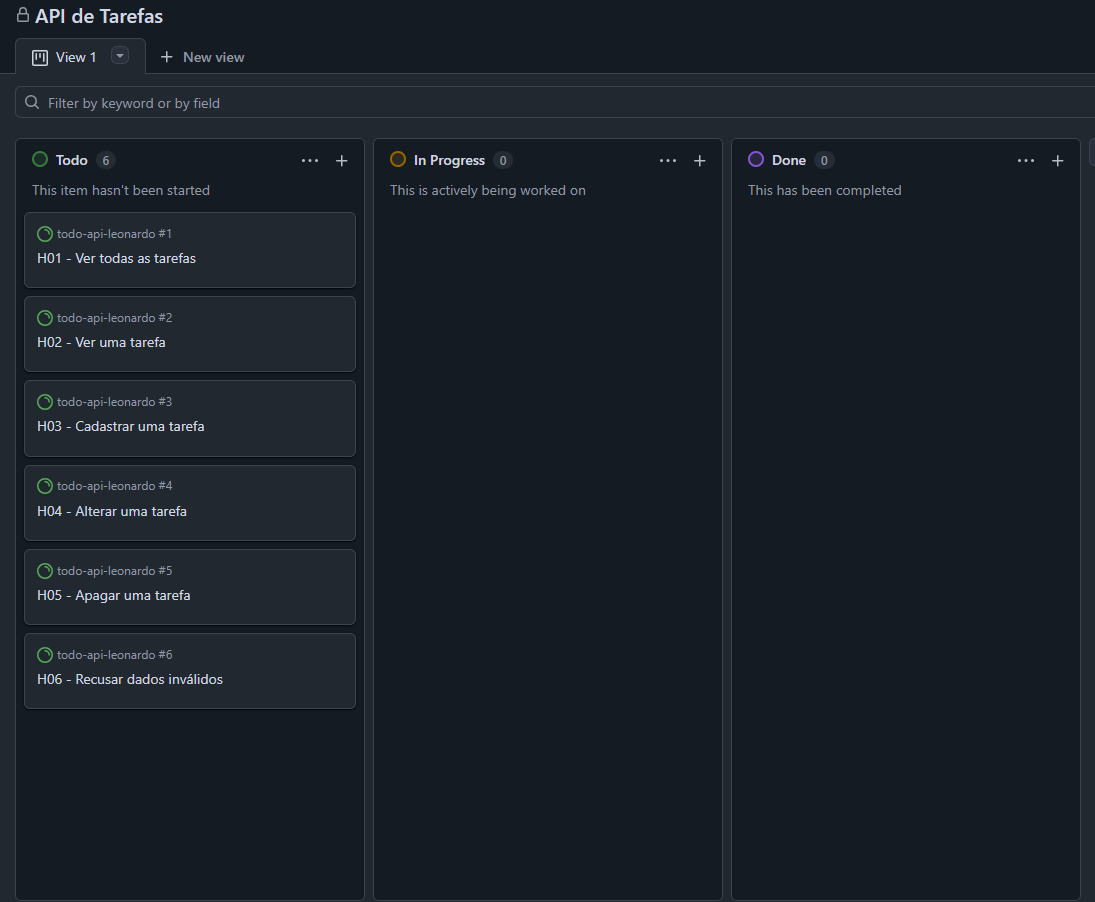 API de Tarefas
View 1
New view
Filter by keyword or by field
Todo 6
This item hasn't been started
todo-api-leonardo #1
H01 - Ver todas as tarefas
todo-api-leonardo #2
H02 - Ver uma tarefa
todo-api-leonardo #3
H03 - Cadastrar uma tarefa
todo-api-leonardo #4
H04 - Alterar uma tarefa
todo-api-leonardo #5
H05 - Apagar uma tarefa
todo-api-leonardo #6
H06 - Recusar dados inválidos
In Progress 0
This is actively being worked on
Done 0
This has been completed